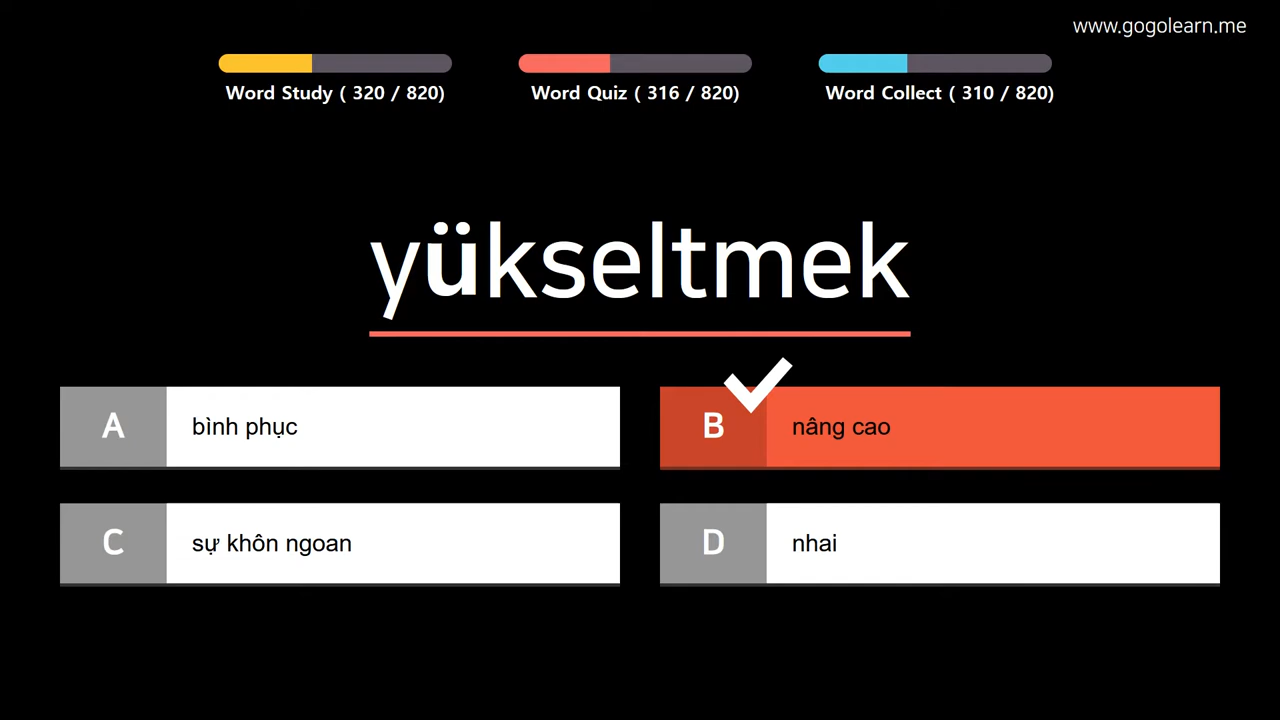 www.gogolearn.me
Word Study ( 320 / 820)
Word Quiz ( 316 / 820)
Word Collect ( 310 / 820)
yükseltmek
A
bình phục
B
nâng cao
C
sự khôn ngoan
D
nhai